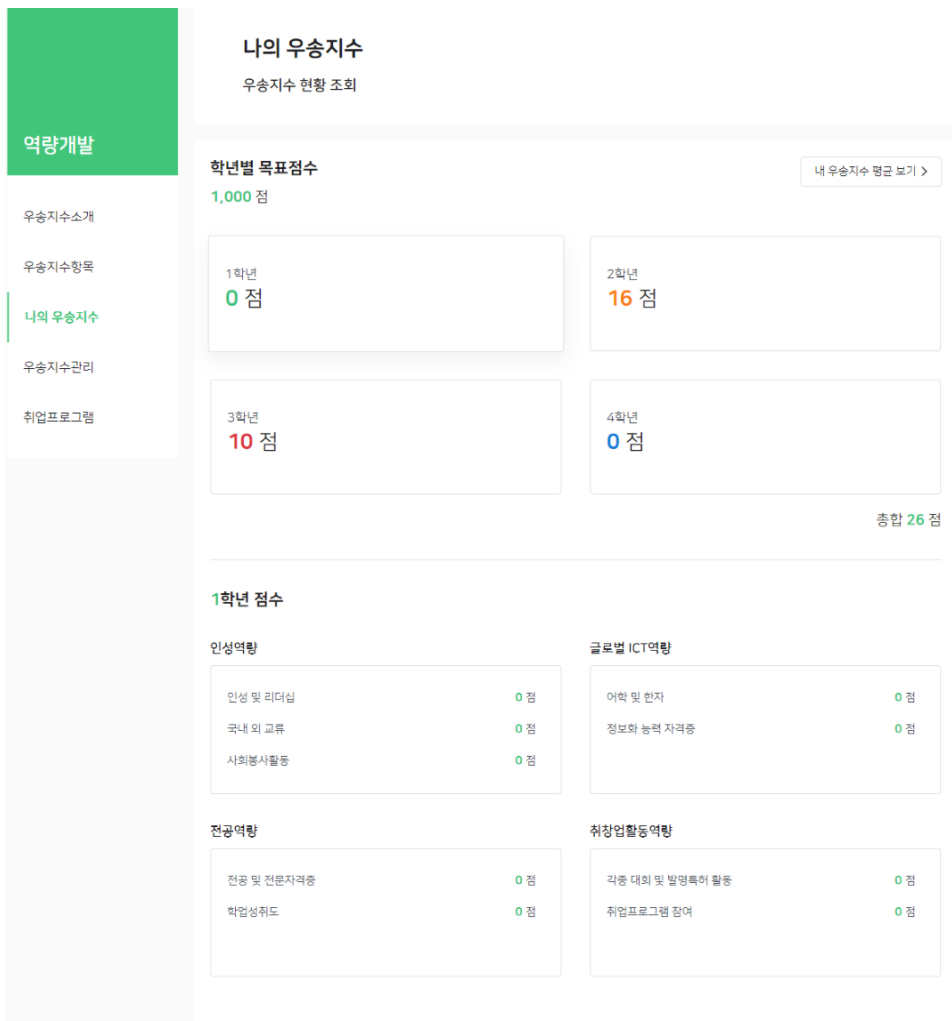 역량개발
우송지수소개
우송지수항목
나의 우송지수
우송지수관리
취업프로그램
나의 우송지수
우송지수 현황 조회
학년별 목표점수
1,000 점
내 우송지수 평균 보기 >
1학년
0 점
2학년
16 점
3학년
10 점
4학년
0 점
총합 26 점
1학년 점수
인성역량
인성 및 리더십 0 점
국내 외 교류 0 점
사회봉사활동 0 점
글로벌 ICT역량
어학 및 한자 0 점
정보화 능력 자격증 0 점
전공역량
전공 및 전문자격증 0 점
학업성취도 0 점
취창업활동역량
각종 대회 및 발명특허 활동 0 점
취업프로그램 참여 0 점